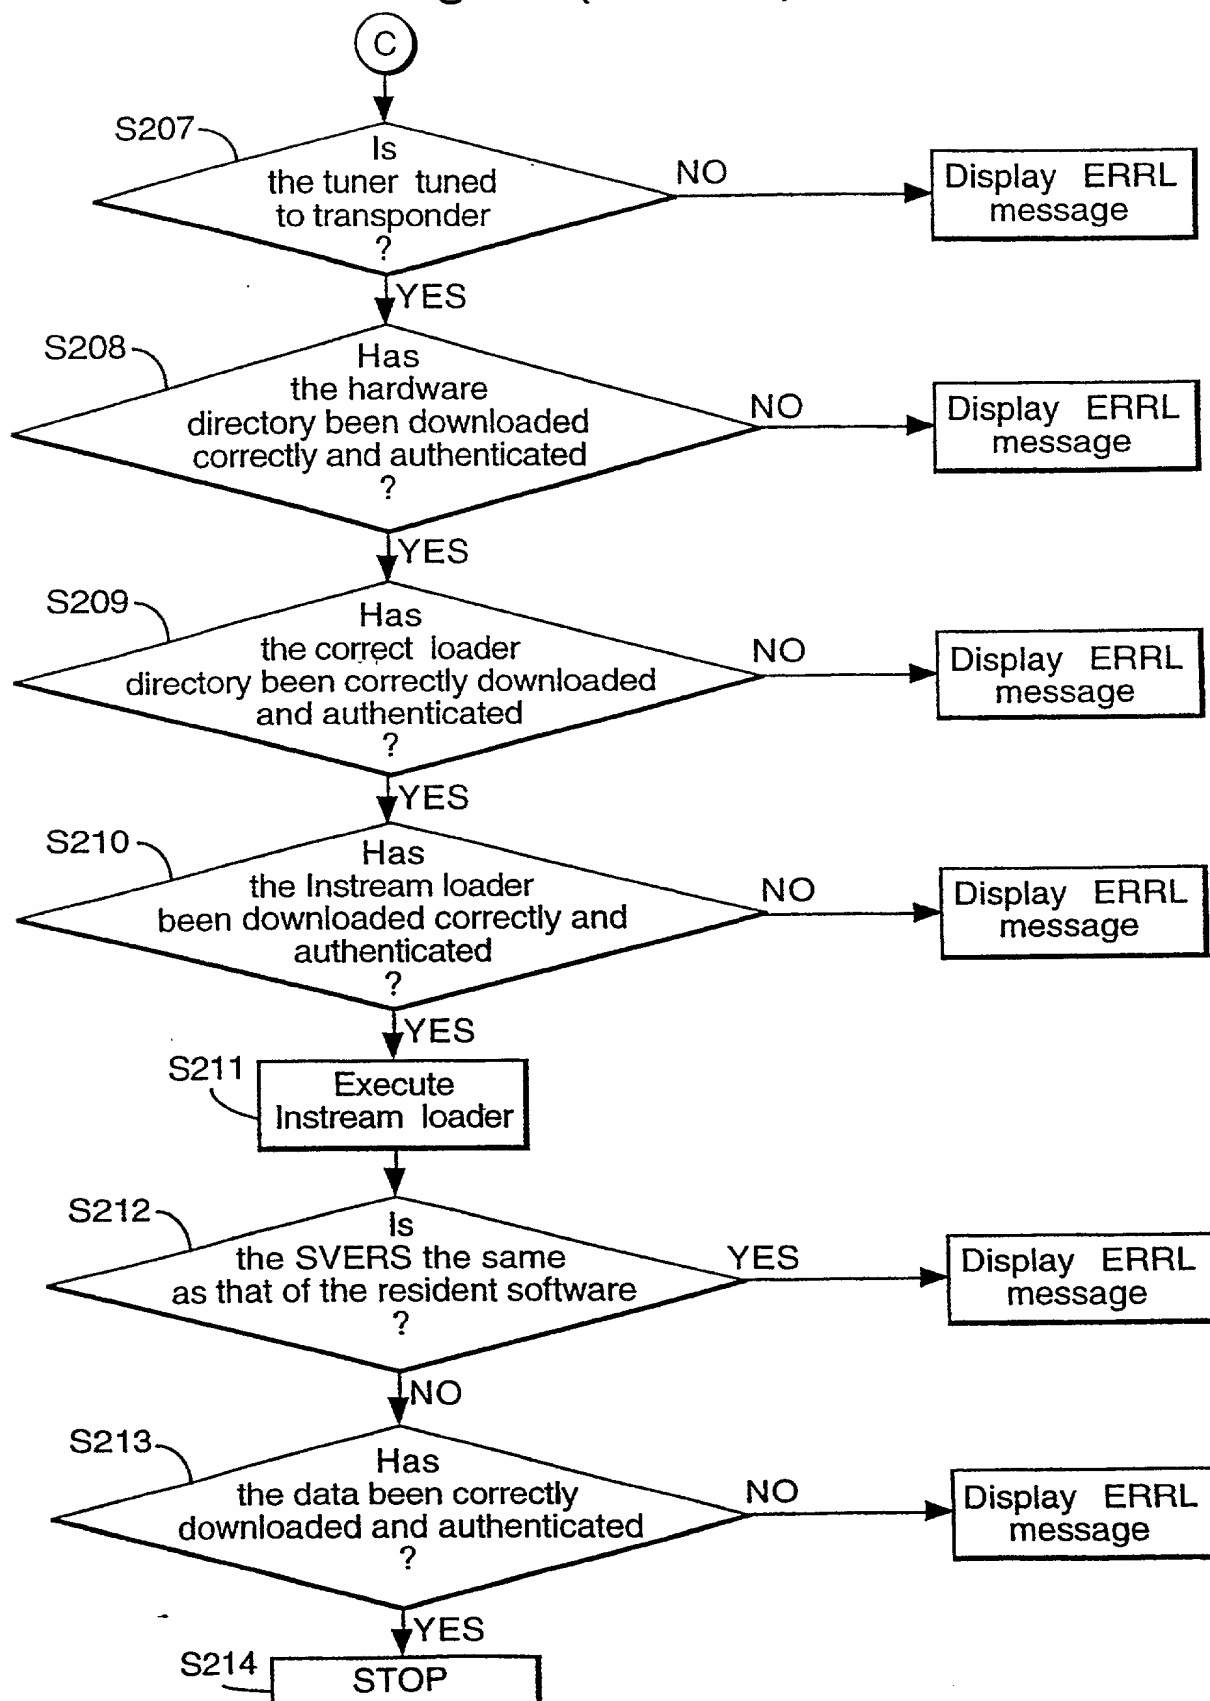 C
S207
Is
the tuner tuned
to transponder
?
NO
Display ERRL
message
YES
S208
Has
the hardware
directory been downloaded
correctly and authenticated
?
NO
Display ERRL
message
YES
S209
Has
the correct loader
directory been correctly downloaded
and authenticated
?
NO
Display ERRL
message
YES
S210
Has
the Instream loader
been downloaded correctly and
authenticated
?
NO
Display ERRL
message
YES
S211
Execute
Instream loader
S212
Is
the SVERS the same
as that of the resident software
?
YES
Display ERRL
message
NO
S213
Has
the data been correctly
downloaded and authenticated
?
NO
Display ERRL
message
YES
S214
STOP